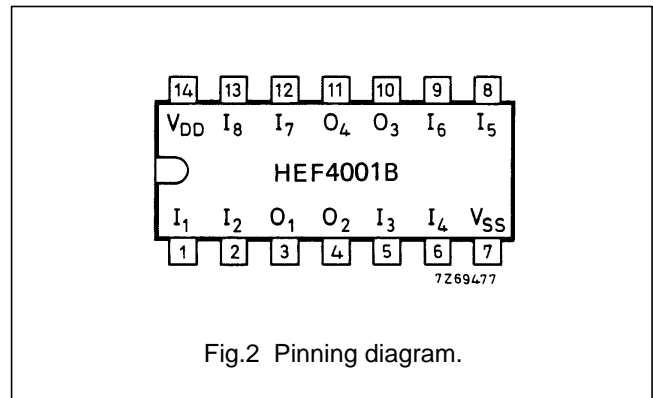 14 13 12 11 10 9 8
VDD I8 I7 O4 O3 I6 I5
HEF4001B
I1 I2 O1 O2 I3 I4 VSS
1 2 3 4 5 6 7
7Z69477
Fig.2 Pinning diagram.